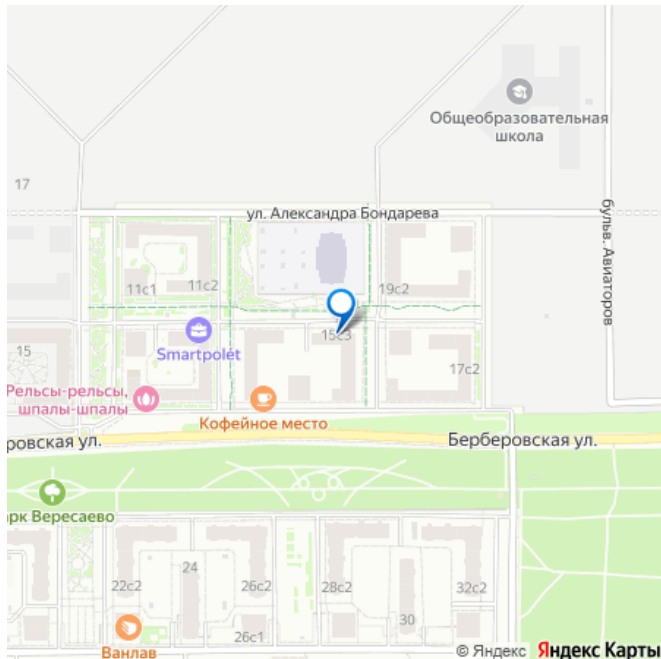 Общеобразовательная
школа
17
ул. Александра Бондарева
бульв. Авиаторов
11с1
11с2
19с2
15
Smartpolét
15с3
17с2
Рельсы-рельсы,
шпалы-шпалы
Кофейное место
ровская ул.
Берберовская ул.
арк Вересаево
22с2
24
26с2
28с2
32с2
26с1
30
Ванлав
© Яндекс Яндекс Карты